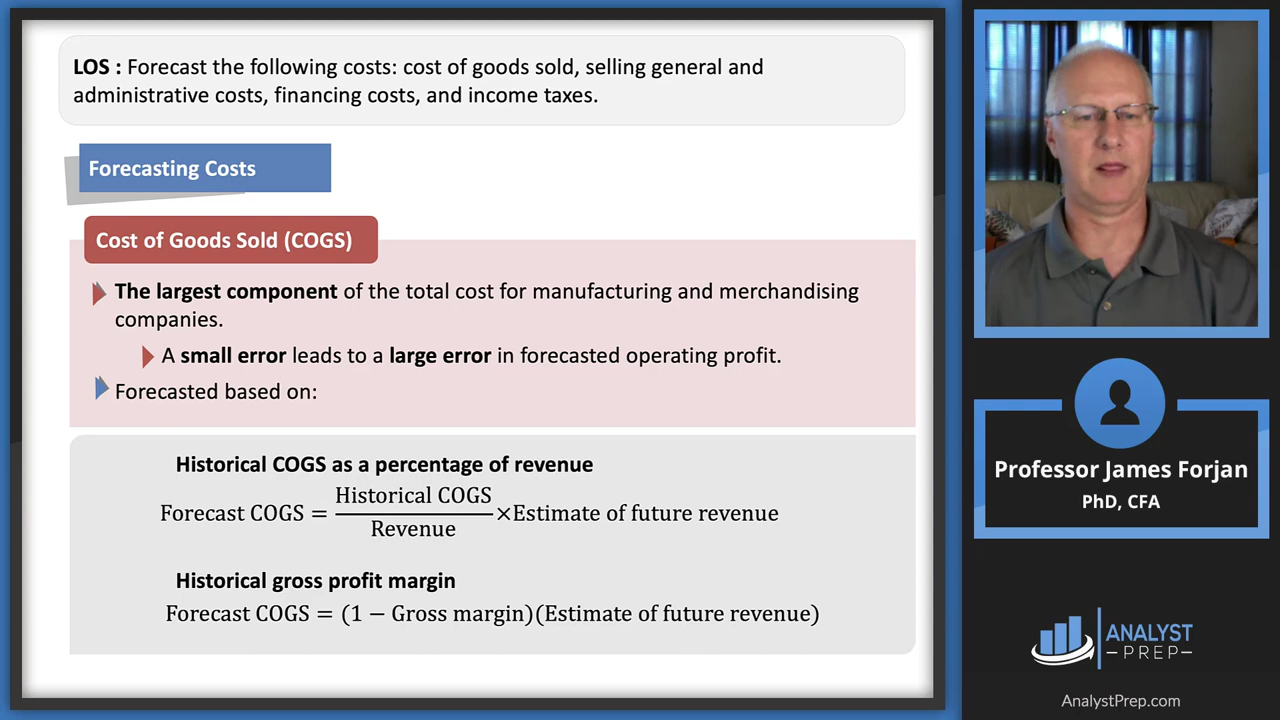 LOS : Forecast the following costs: cost of goods sold, selling general and
administrative costs, financing costs, and income taxes.
Forecasting Costs
Cost of Goods Sold (COGS)
The largest component of the total cost for manufacturing and merchandising
companies.
A small error leads to a large error in forecasted operating profit.
Forecasted based on:
Historical COGS as a percentage of revenue
Forecast COGS = Historical COGS / Revenue ×Estimate of future revenue
Historical gross profit margin
Forecast COGS = (1 − Gross margin)(Estimate of future revenue)
Professor James Forjan
PhD, CFA
ANALYST
PREP
AnalystPrep.com